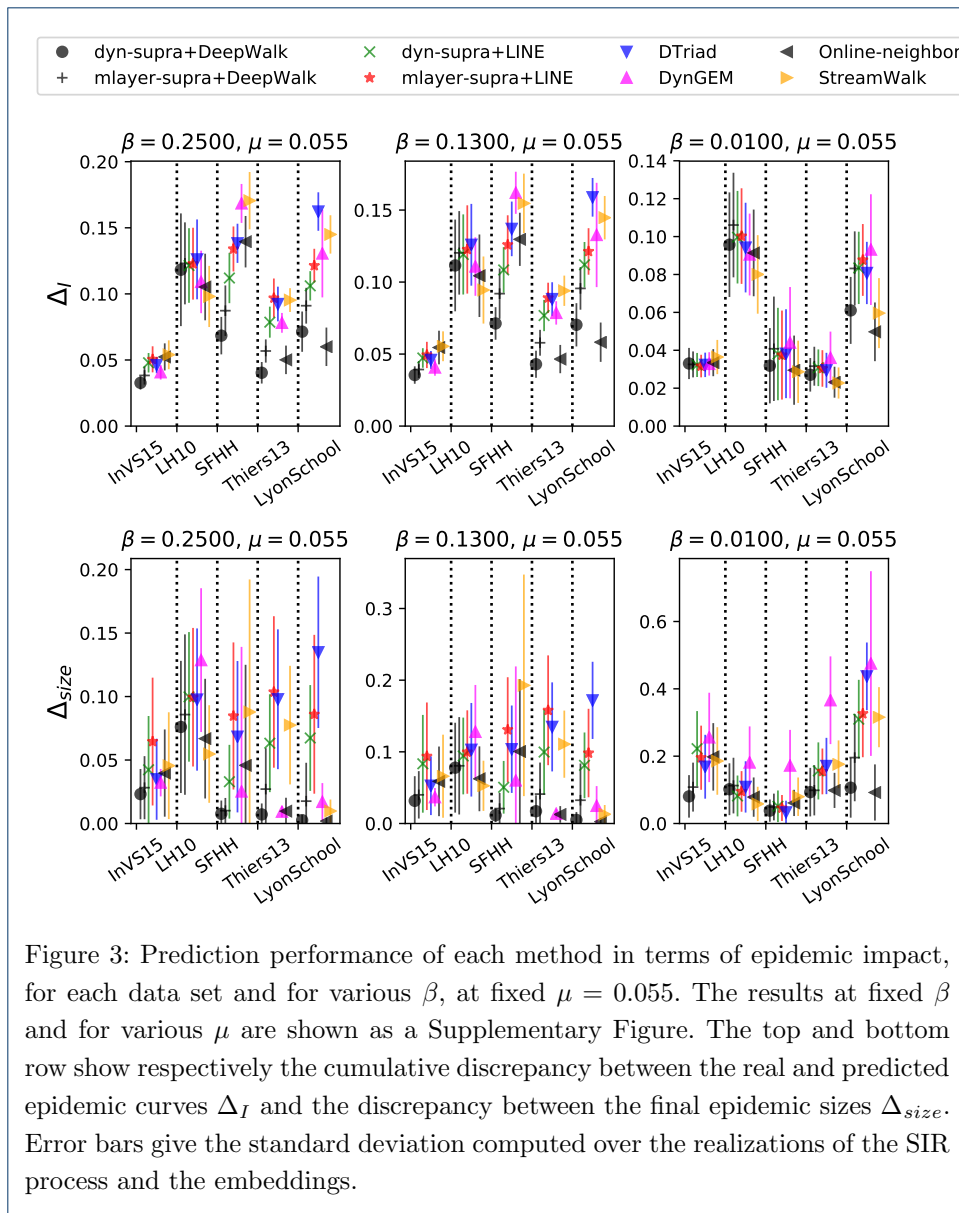 dyn-supra+DeepWalk dyn-supra+LINE DTriad Online-neighbor
mlayer-supra+DeepWalk mlayer-supra+LINE DynGEM StreamWalk
β = 0.2500, μ = 0.055 β = 0.1300, μ = 0.055 β = 0.0100, μ = 0.055
Δ_I
0.20
0.15
0.10
0.05
0.00
InVS15 LH10 SFHH Thiers13 LyonSchool
0.15
0.10
0.05
0.00
InVS15 LH10 SFHH Thiers13 LyonSchool
0.14
0.12
0.10
0.08
0.06
0.04
0.02
0.00
InVS15 LH10 SFHH Thiers13 LyonSchool
β = 0.2500, μ = 0.055 β = 0.1300, μ = 0.055 β = 0.0100, μ = 0.055
Δ_size
0.20
0.15
0.10
0.05
0.00
InVS15 LH10 SFHH Thiers13 LyonSchool
0.3
0.2
0.1
0.0
InVS15 LH10 SFHH Thiers13 LyonSchool
0.6
0.4
0.2
0.0
InVS15 LH10 SFHH Thiers13 LyonSchool
Figure 3: Prediction performance of each method in terms of epidemic impact,
for each data set and for various β, at fixed μ = 0.055. The results at fixed β
and for various μ are shown as a Supplementary Figure. The top and bottom
row show respectively the cumulative discrepancy between the real and predicted
epidemic curves Δ_I and the discrepancy between the final epidemic sizes Δ_size.
Error bars give the standard deviation computed over the realizations of the SIR
process and the embeddings.